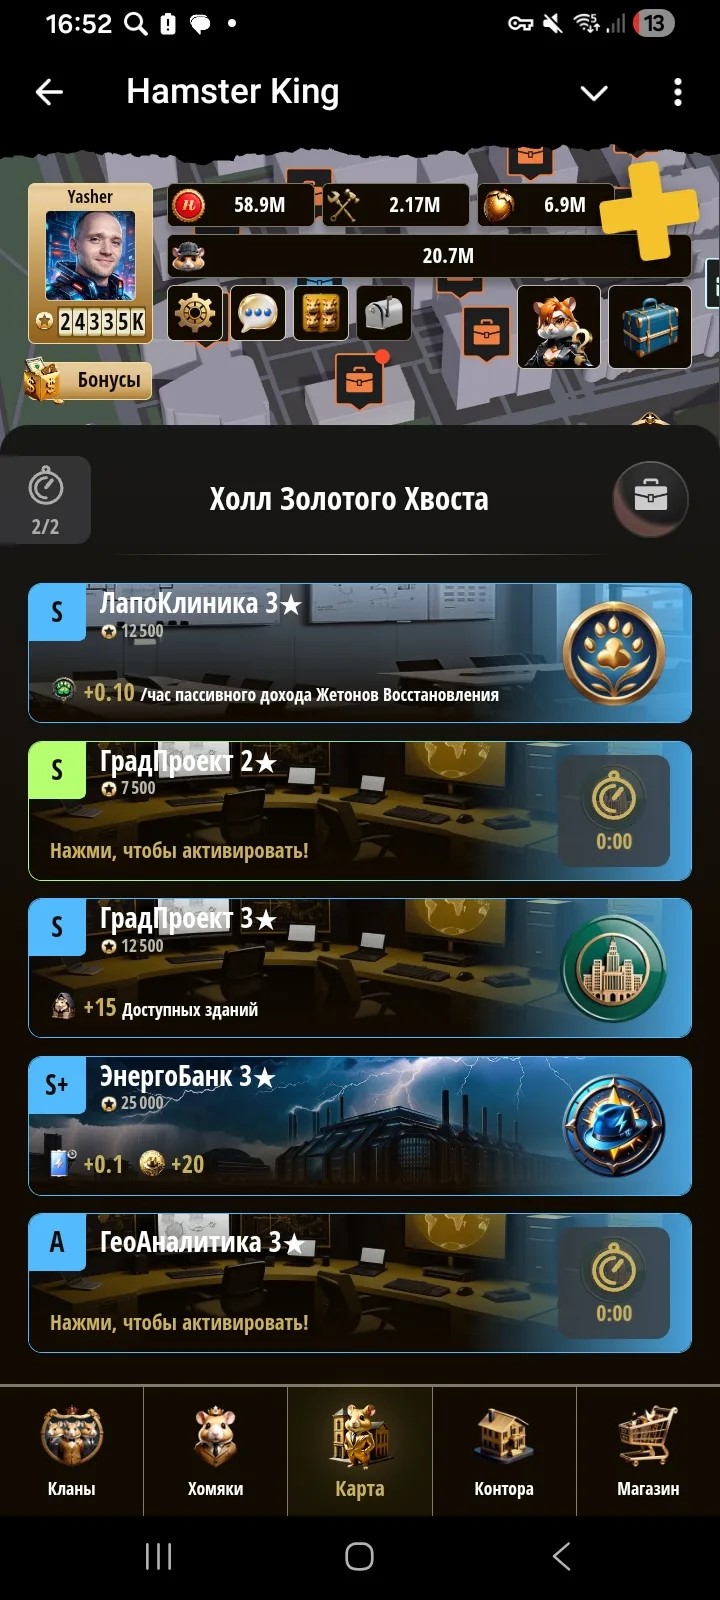 16:52
13
Hamster King
Yasher
58.9M
2.17M
6.9M
20.7M
24335K
Бонусы
2/2
Холл Золотого Хвоста
S
ЛапоКлиника 3★
12 500
+0.10 /час пассивного дохода Жетонов Восстановления
S
ГрадПроект 2★
7 500
Нажми, чтобы активировать!
0:00
S
ГрадПроект 3★
12 500
+15 Доступных зданий
S+
ЭнергоБанк 3★
25 000
+0.1 +20
A
ГеоАналитика 3★
Нажми, чтобы активировать!
0:00
Кланы
Хомяки
Карта
Контора
Магазин